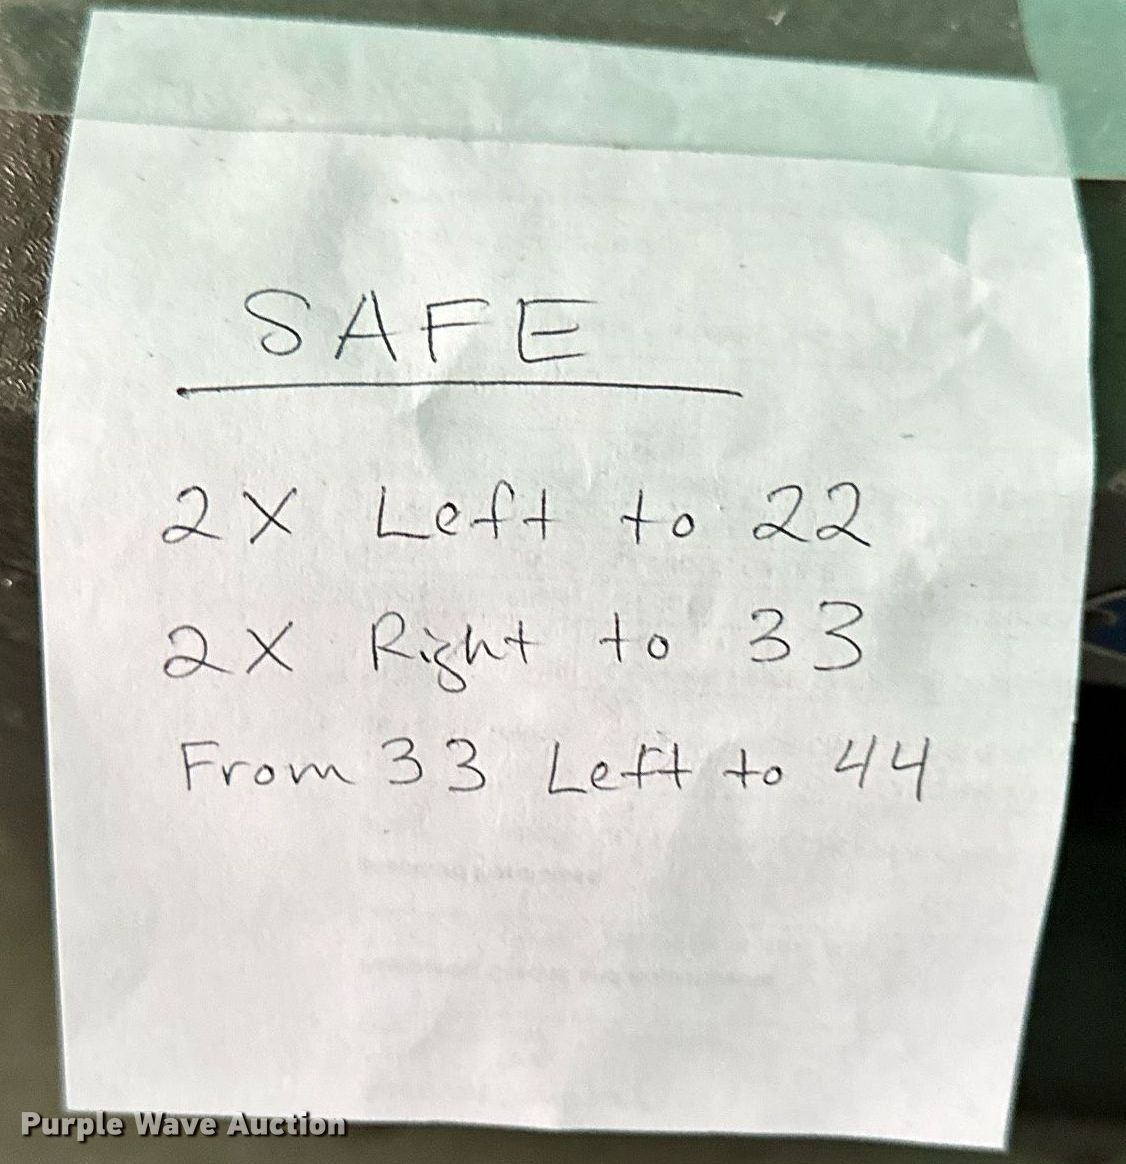 SAFE
2X Left to 22
2X Right to 33
From 33 Left to 44
Purple Wave Auction